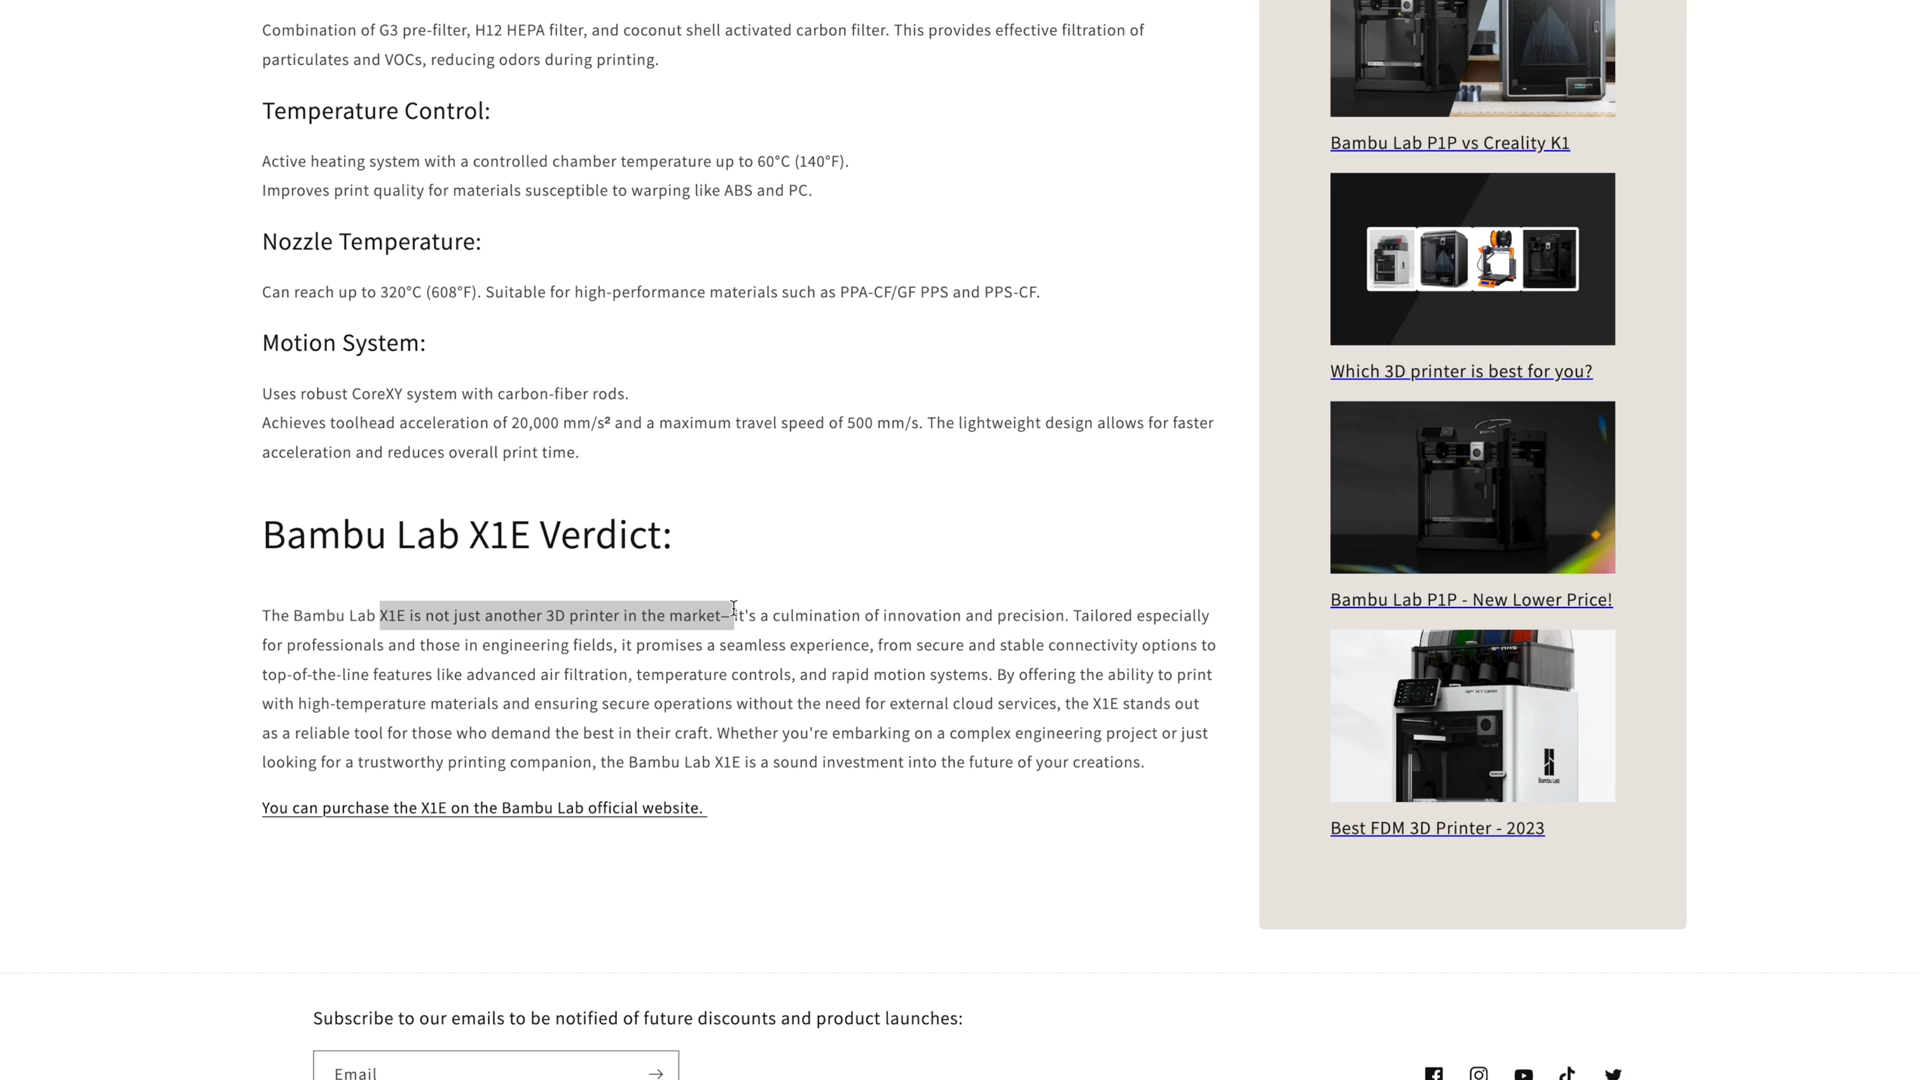 Combination of G3 pre-filter, H12 HEPA filter, and coconut shell activated carbon filter. This provides effective filtration of
particulates and VOCs, reducing odors during printing.
Temperature Control:
Active heating system with a controlled chamber temperature up to 60°C (140°F).
Improves print quality for materials susceptible to warping like ABS and PC.
Nozzle Temperature:
Can reach up to 320°C (608°F). Suitable for high-performance materials such as PPA-CF/GF PPS and PPS-CF.
Motion System:
Uses robust CoreXY system with carbon-fiber rods.
Achieves toolhead acceleration of 20,000 mm/s² and a maximum travel speed of 500 mm/s. The lightweight design allows for faster
acceleration and reduces overall print time.
Bambu Lab X1E Verdict:
The Bambu Lab X1E is not just another 3D printer in the market—it's a culmination of innovation and precision. Tailored especially
for professionals and those in engineering fields, it promises a seamless experience, from secure and stable connectivity options to
top-of-the-line features like advanced air filtration, temperature controls, and rapid motion systems. By offering the ability to print
with high-temperature materials and ensuring secure operations without the need for external cloud services, the X1E stands out
as a reliable tool for those who demand the best in their craft. Whether you're embarking on a complex engineering project or just
looking for a trustworthy printing companion, the Bambu Lab X1E is a sound investment into the future of your creations.
You can purchase the X1E on the Bambu Lab official website.
Bambu Lab P1P vs Creality K1
Which 3D printer is best for you?
Bambu Lab P1P - New Lower Price!
Bambu Lab
Best FDM 3D Printer - 2023
Subscribe to our emails to be notified of future discounts and product launches:
Email